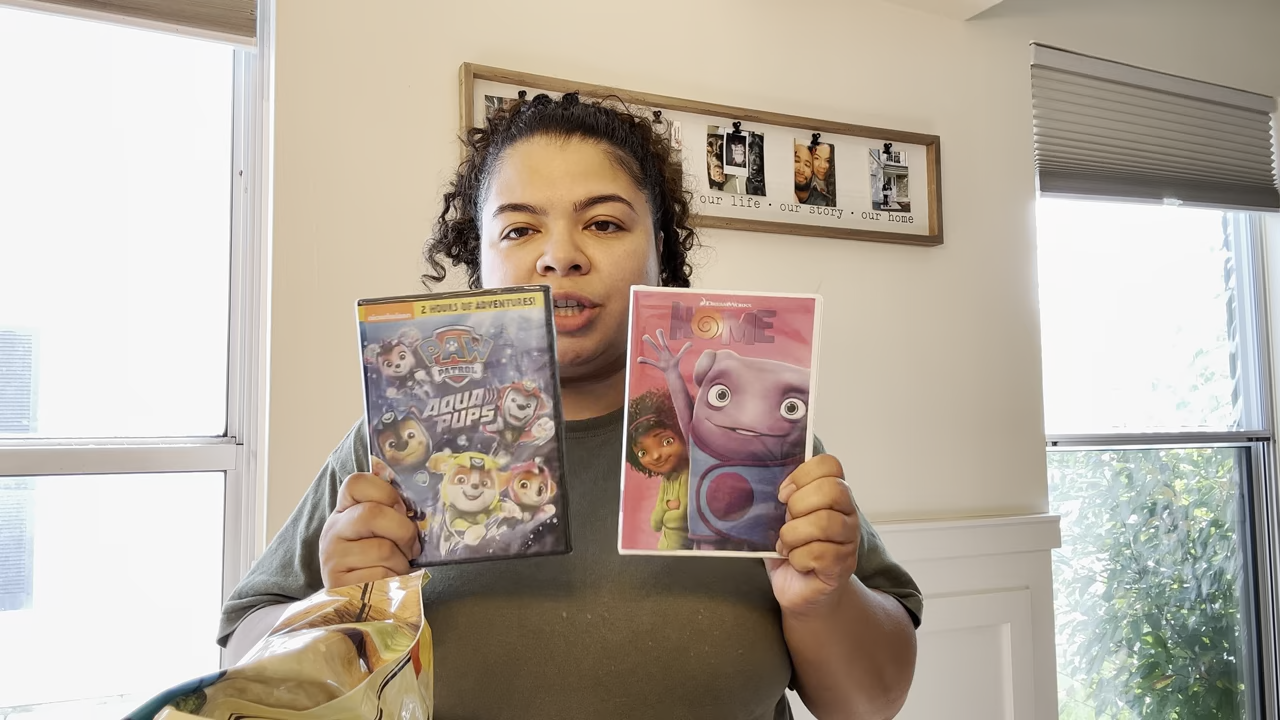 our life • our story • our home
nickelodeon
2 HOURS OF ADVENTURES!
PAW
PATROL
AQUA
PUPS
DREAMWORKS
HOME